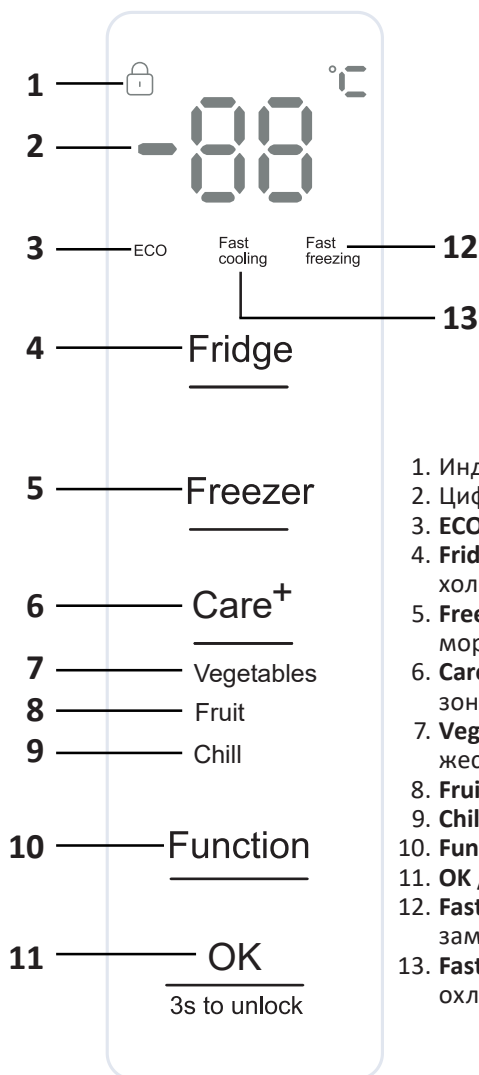 1
°C
2
-88
3
ECO
Fast
cooling
Fast
freezing
12
13
4
Fridge
5
Freezer
6
Care+
7
Vegetables
8
Fruit
9
Chill
10
Function
11
OK
3s to unlock
1. Инд
2. Циф
3. ECO
4. Frid
хол
5. Free
мор
6. Care
зон
7. Veg
жес
8. Frui
9. Chil
10. Fun
11. OK
12. Fast
зам
13. Fast
охл